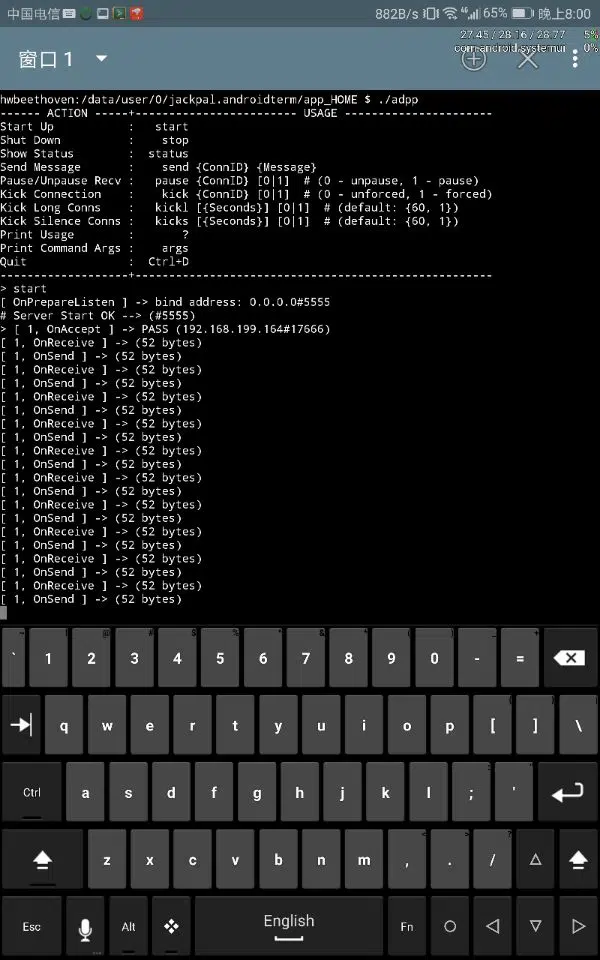 中国电信
882B/s 65% 晚上8:00
27.45 / 28.16 / 28.77 5%
com.android.systemui 0%
窗口 1
hwbeethoven:/data/user/0/jackpal.androidterm/app_HOME $ ./adpp
------ ACTION -----+----------------------- USAGE -----------------------
Start Up : start
Shut Down : stop
Show Status : status
Send Message : send {ConnID} {Message}
Pause/Unpause Recv : pause {ConnID} [0|1] # (0 - unpause, 1 - pause)
Kick Connection : kick {ConnID} [0|1] # (0 - unforced, 1 - forced)
Kick Long Conns : kickl [{Seconds}] [0|1] # (default: {60, 1})
Kick Silence Conns : kicks [{Seconds}] [0|1] # (default: {60, 1})
Print Usage : ?
Print Command Args : args
Quit : Ctrl+D
-------------------+-----------------------------------------------------
> start
[ OnPrepareListen ] -> bind address: 0.0.0.0#5555
# Server Start OK --> (#5555)
> [ 1, OnAccept ] -> PASS (192.168.199.164#17666)
[ 1, OnReceive ] -> (52 bytes)
[ 1, OnSend ] -> (52 bytes)
[ 1, OnReceive ] -> (52 bytes)
[ 1, OnSend ] -> (52 bytes)
[ 1, OnReceive ] -> (52 bytes)
[ 1, OnSend ] -> (52 bytes)
[ 1, OnReceive ] -> (52 bytes)
[ 1, OnSend ] -> (52 bytes)
[ 1, OnReceive ] -> (52 bytes)
[ 1, OnSend ] -> (52 bytes)
[ 1, OnReceive ] -> (52 bytes)
[ 1, OnSend ] -> (52 bytes)
[ 1, OnReceive ] -> (52 bytes)
[ 1, OnSend ] -> (52 bytes)
[ 1, OnReceive ] -> (52 bytes)
[ 1, OnSend ] -> (52 bytes)
[ 1, OnReceive ] -> (52 bytes)
[ 1, OnSend ] -> (52 bytes)
[ 1, OnReceive ] -> (52 bytes)
[ 1, OnSend ] -> (52 bytes)
` 1 2 3 4 5 6 7 8 9 0 - =
q w e r t y u i o p [ ] \
Ctrl a s d f g h j k l ; '
z x c v b n m , . /
Esc Alt English Fn